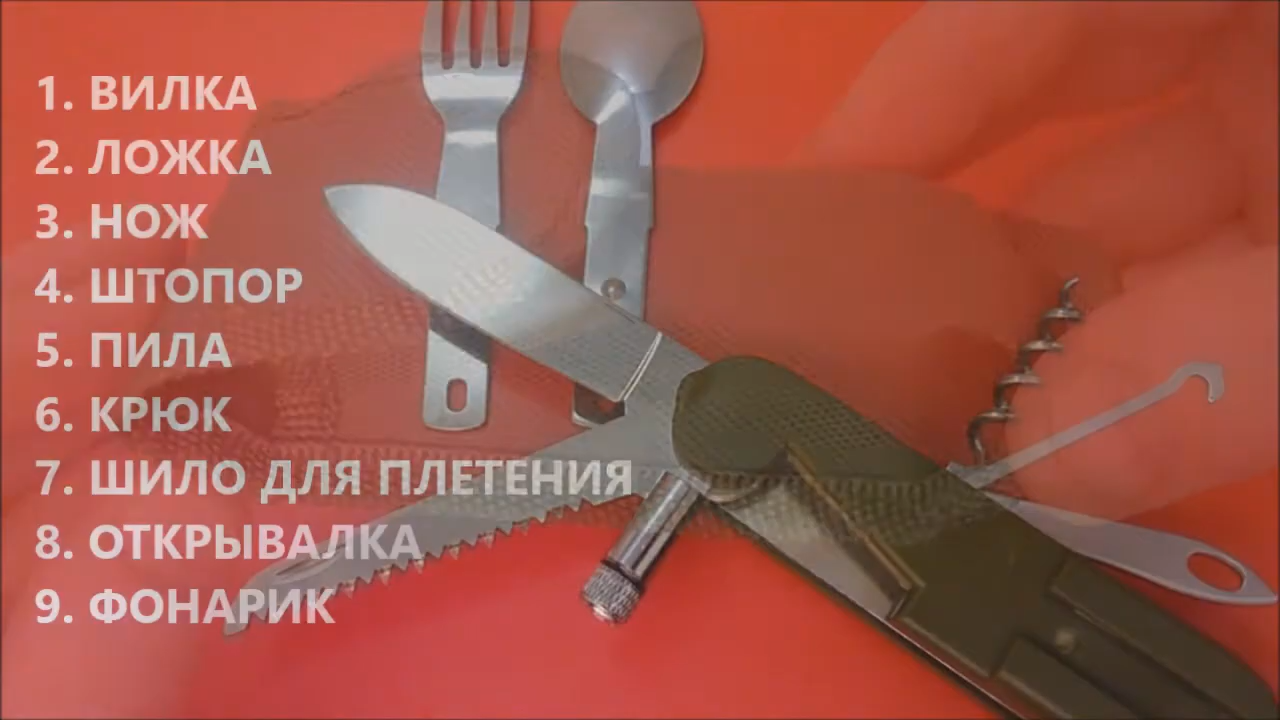 1. ВИЛКА
2. ЛОЖКА
3. НОЖ
4. ШТОПОР
5. ПИЛА
6. КРЮК
7. ШИЛО ДЛЯ ПЛЕТЕНИЯ
8. ОТКРЫВАЛКА
9. ФОНАРИК